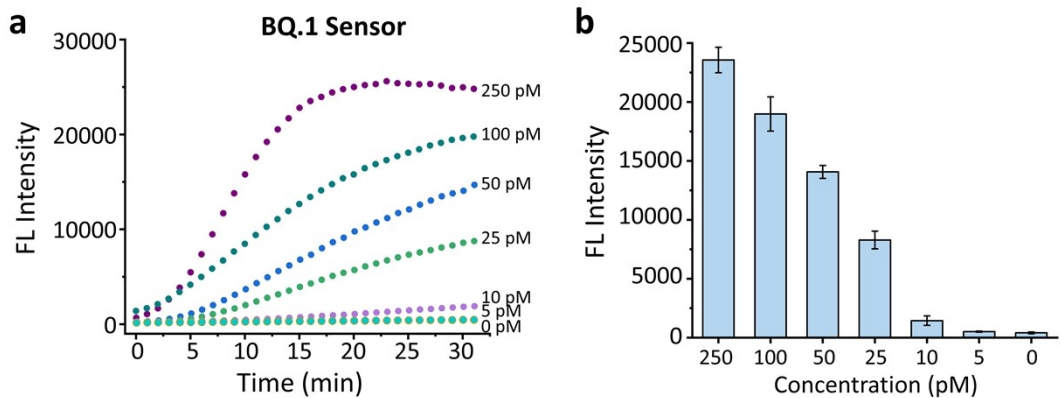 a
BQ.1 Sensor
30000
20000
10000
0
FL Intensity
0
5
10
15
20
25
30
Time (min)
250 pM
100 pM
50 pM
25 pM
10 pM
5 pM
0 pM
b
25000
20000
15000
10000
5000
0
FL Intensity
250
100
50
25
10
5
0
Concentration (pM)